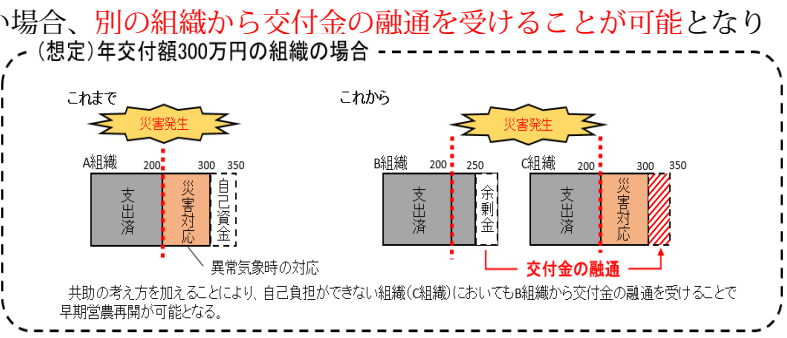 い場合、別の組織から交付金の融通を受けることが可能となり
(想定)年交付額300万円の組織の場合
これまで
これから
災害発生
災害発生
A組織 200 300 350
B組織 200 250
C組織 200 300 350
支出済
災害対応
自己資金
支出済
余剰金
支出済
災害対応
異常気象時の対応
交付金の融通
共助の考え方を加えることにより、自己負担ができない組織(C組織)においてもB組織から交付金の融通を受けることで
早期営農再開が可能となる。